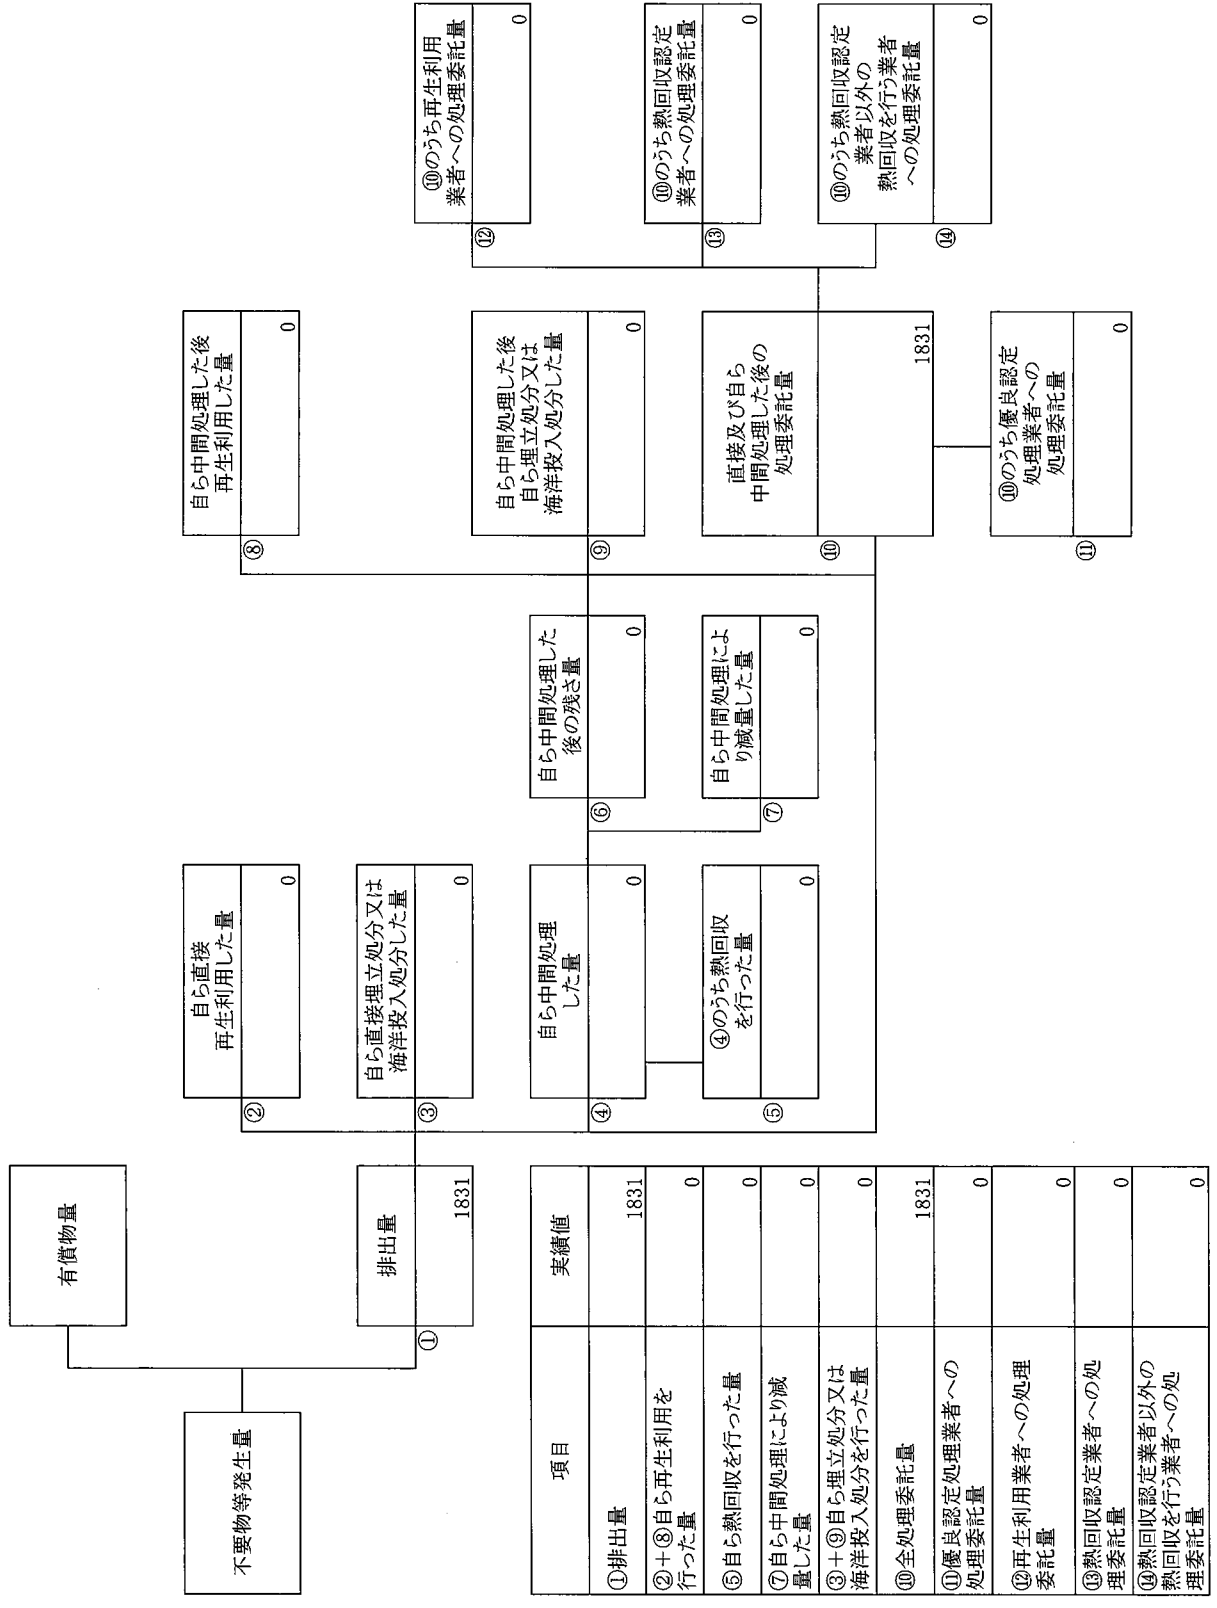 不要物等発生量
有償物量
①
排出量
1831
②
自ら直接
再生利用した量
0
③
自ら直接埋立処分又は
海洋投入処分した量
0
④
自ら中間処理
した量
0
⑤
④のうち熱回収
を行った量
0
⑥
自ら中間処理した
後の残さ量
0
⑦
自ら中間処理によ
り減量した量
0
⑧
自ら中間処理した後
再生利用した量
0
⑨
自ら中間処理した後
自ら埋立処分又は
海洋投入処分した量
0
⑩
直接及び自ら
中間処理した後の
処理委託量
1831
⑪
⑩のうち優良認定
処理業者への
処理委託量
0
⑫
⑩のうち再生利用
業者への処理委託量
0
⑬
⑩のうち熱回収認定
業者への処理委託量
0
⑭
⑩のうち熱回収認定
業者以外の
熱回収を行う業者
への処理委託量
0
項目 実績値
①排出量 1831
②+⑧自ら再生利用を
行った量 0
⑤自ら熱回収を行った量 0
⑦自ら中間処理により減
量した量 0
③+⑨自ら埋立処分又は
海洋投入処分を行った量 0
⑩全処理委託量 1831
⑪優良認定処理業者への
処理委託量 0
⑫再生利用業者への処理
委託量 0
⑬熱回収認定業者への処
理委託量 0
⑭熱回収認定業者以外の
熱回収を行う業者への処
理委託量 0